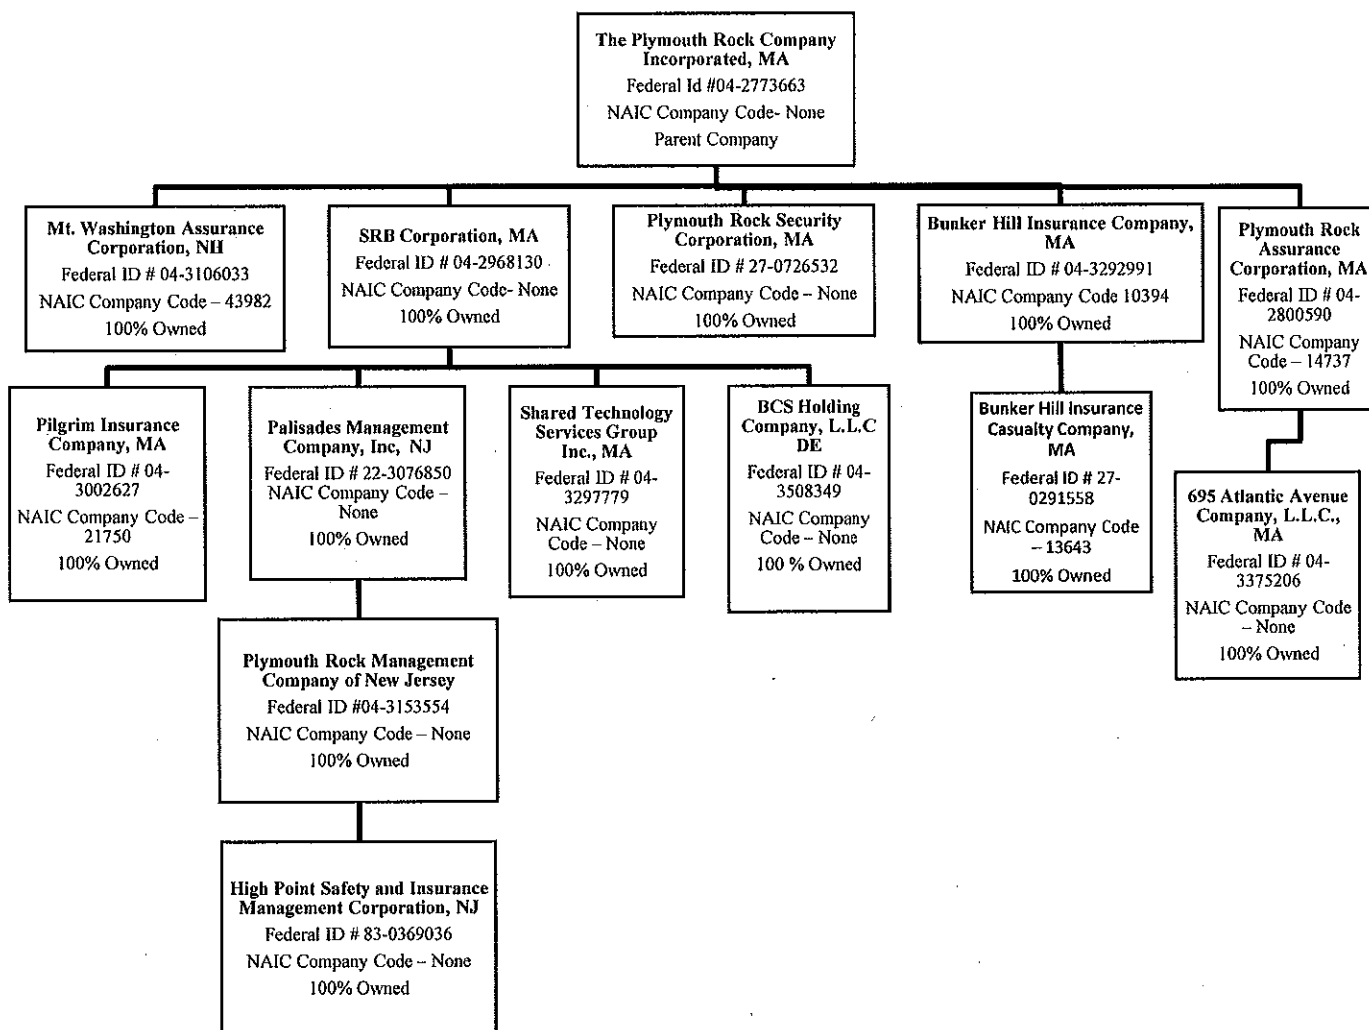 The Plymouth Rock Company
Incorporated, MA
Federal Id #04-2773663
NAIC Company Code- None
Parent Company
Mt. Washington Assurance
Corporation, NH
Federal ID # 04-3106033
NAIC Company Code – 43982
100% Owned
SRB Corporation, MA
Federal ID # 04-2968130
NAIC Company Code- None
100% Owned
Plymouth Rock Security
Corporation, MA
Federal ID # 27-0726532
NAIC Company Code – None
100% Owned
Bunker Hill Insurance Company,
MA
Federal ID # 04-3292991
NAIC Company Code 10394
100% Owned
Plymouth Rock
Assurance
Corporation, MA
Federal ID # 04-
2800590
NAIC Company
Code – 14737
100% Owned
Pilgrim Insurance
Company, MA
Federal ID # 04-
3002627
NAIC Company Code –
21750
100% Owned
Palisades Management
Company, Inc, NJ
Federal ID # 22-3076850
NAIC Company Code –
None
100% Owned
Shared Technology
Services Group
Inc., MA
Federal ID # 04-
3297779
NAIC Company
Code – None
100% Owned
BCS Holding
Company, L.L.C
DE
Federal ID # 04-
3508349
NAIC Company
Code – None
100 % Owned
Bunker Hill Insurance
Casualty Company,
MA
Federal ID # 27-
0291558
NAIC Company Code
– 13643
100% Owned
695 Atlantic Avenue
Company, L.L.C.,
MA
Federal ID # 04-
3375206
NAIC Company Code
– None
100% Owned
Plymouth Rock Management
Company of New Jersey
Federal ID #04-3153554
NAIC Company Code – None
100% Owned
High Point Safety and Insurance
Management Corporation, NJ
Federal ID # 83-0369036
NAIC Company Code – None
100% Owned